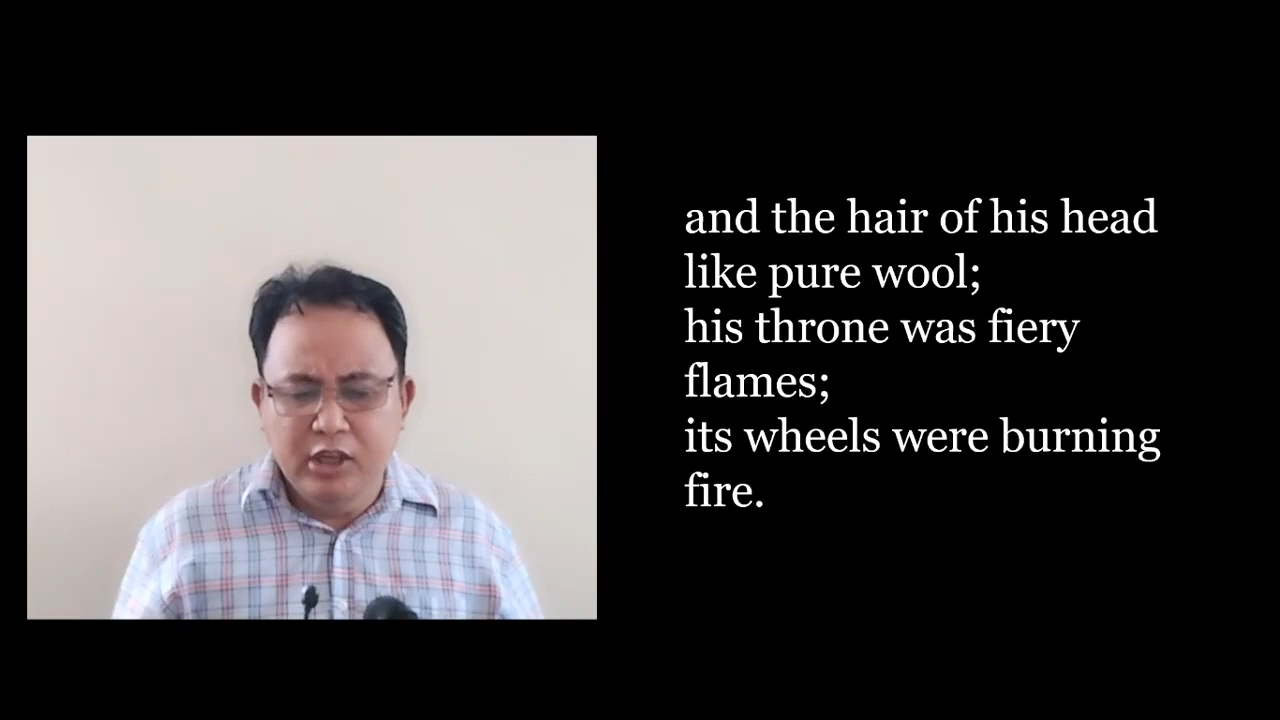 and the hair of his head
like pure wool;
his throne was fiery
flames;
its wheels were burning
fire.